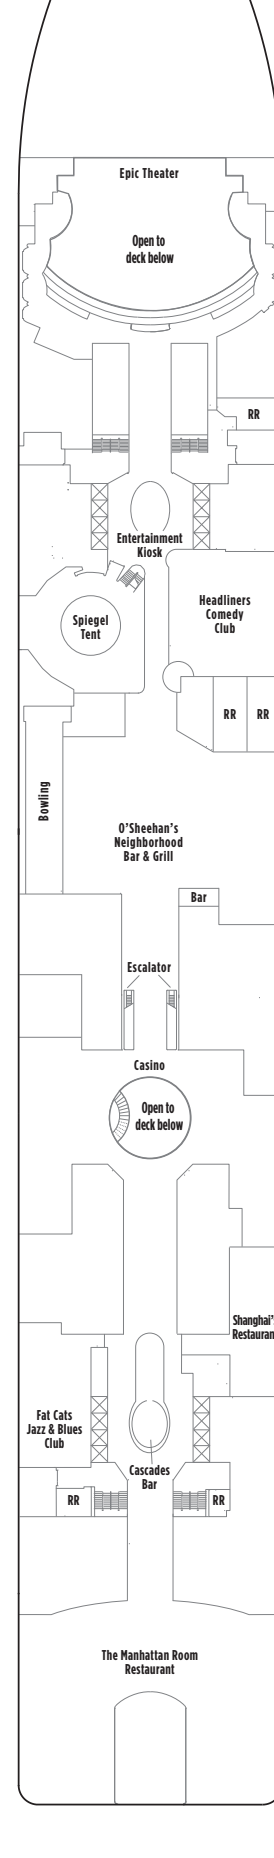 Epic Theater
Open to
deck below
RR
Entertainment
Kiosk
Headliners
Comedy
Club
Spiegel
Tent
RR
RR
Bowling
O'Sheehan's
Neighborhood
Bar & Grill
Bar
Escalator
Casino
Open to
deck below
Shanghai'
Restauran
Fat Cats
Jazz & Blues
Club
Cascades
Bar
RR
RR
The Manhattan Room
Restaurant